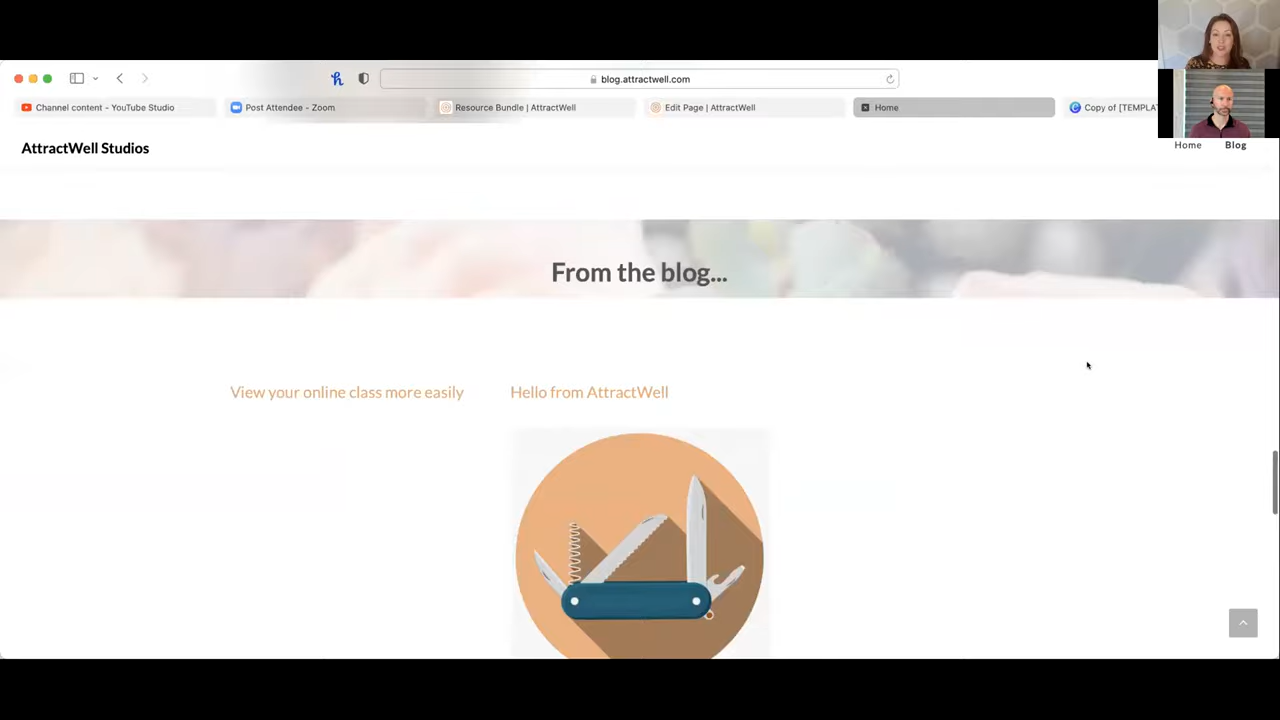 blog.attractwell.com
Channel content - YouTube Studio
Post Attendee - Zoom
Resource Bundle | AttractWell
Edit Page | AttractWell
Home
Copy of [TEMPLA
AttractWell Studios
Home
Blog
From the blog...
View your online class more easily
Hello from AttractWell